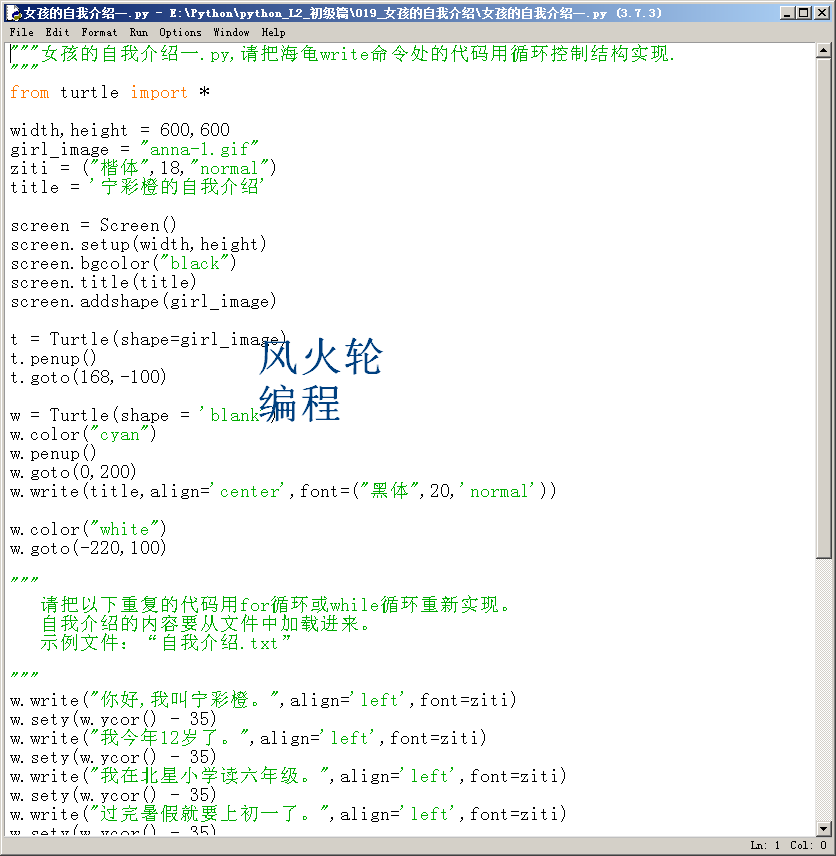 女孩的自我介绍一.py - E:\Python\python_L2_初级篇\019_女孩的自我介绍\女孩的自我介绍一.py (3.7.3)
File Edit Format Run Options Window Help
"""女孩的自我介绍一.py,请把海龟write命令处的代码用循环控制结构实现.
"""
from turtle import *
width,height = 600,600
girl_image = "anna-1.gif"
ziti = ("楷体",18,"normal")
title = '宁彩橙的自我介绍'
screen = Screen()
screen.setup(width,height)
screen.bgcolor("black")
screen.title(title)
screen.addshape(girl_image)
t = Turtle(shape=girl_image)
t.penup()
t.goto(168,-100)
风火轮
编程
w = Turtle(shape = 'blank')
w.color("cyan")
w.penup()
w.goto(0,200)
w.write(title,align='center',font=("黑体",20,'normal'))
w.color("white")
w.goto(-220,100)
"""
请把以下重复的代码用for循环或while循环重新实现。
自我介绍的内容要从文件中加载进来。
示例文件：“自我介绍.txt”
"""
w.write("你好,我叫宁彩橙。",align='left',font=ziti)
w.sety(w.ycor() - 35)
w.write("我今年12岁了。",align='left',font=ziti)
w.sety(w.ycor() - 35)
w.write("我在北星小学读六年级。",align='left',font=ziti)
w.sety(w.ycor() - 35)
w.write("过完暑假就要上初一了。",align='left',font=ziti)
w.sety(w.ycor() - 35)
Ln: 1 Col: 0